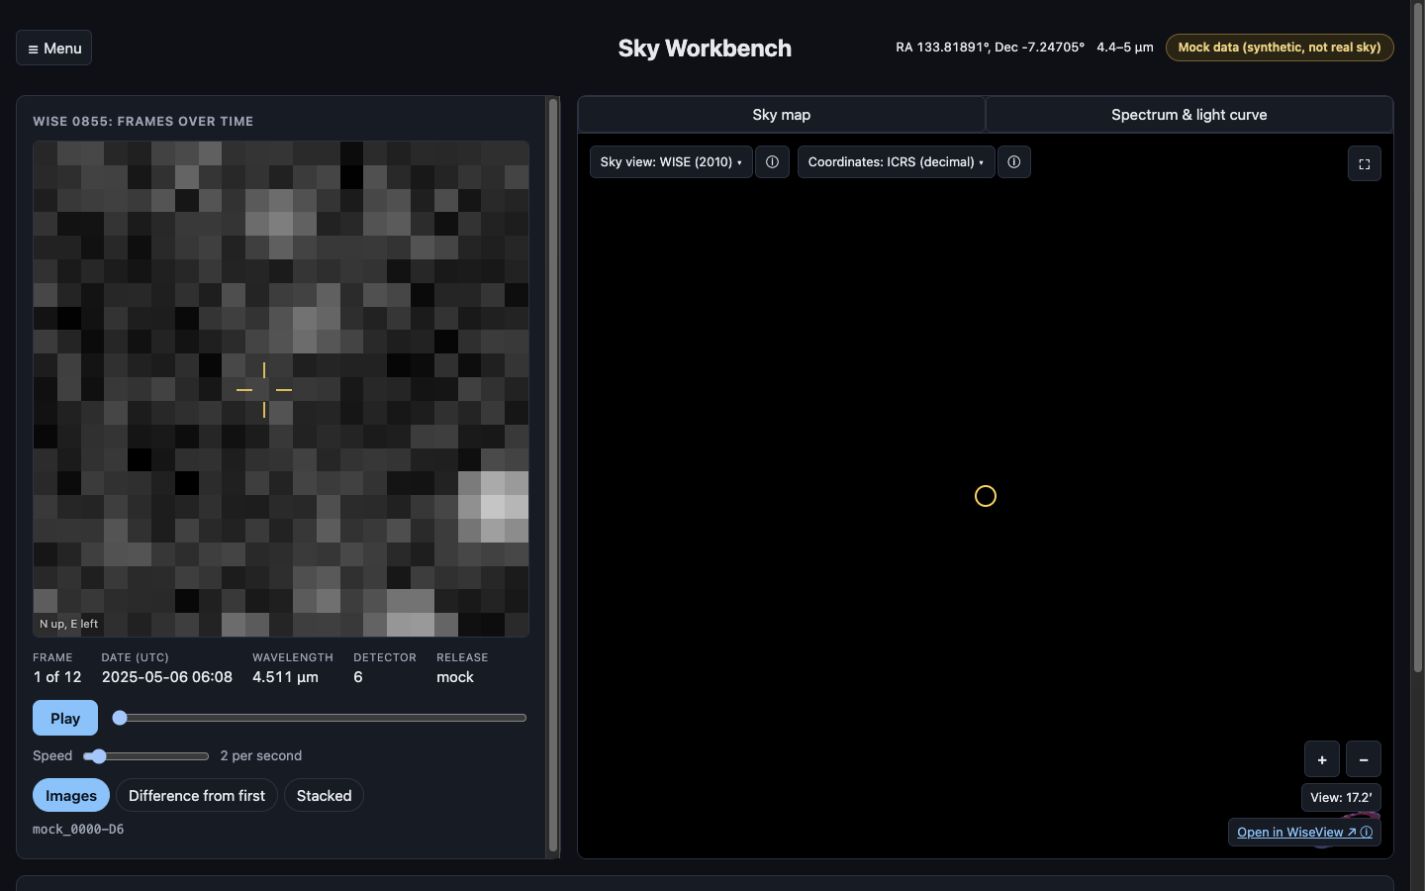 ≡ Menu
Sky Workbench
RA 133.81891°, Dec -7.24705° 4.4–5 μm Mock data (synthetic, not real sky)
WISE 0855: FRAMES OVER TIME
N up, E left
FRAME DATE (UTC) WAVELENGTH DETECTOR RELEASE
1 of 12 2025-05-06 06:08 4.511 μm 6 mock
Play
Speed 2 per second
Images Difference from first Stacked
mock_0000-D6
Sky map Spectrum & light curve
Sky view: WISE (2010) ▾ ⓘ Coordinates: ICRS (decimal) ▾ ⓘ
+ −
View: 17.2′
Open in WiseView ↗ ⓘ